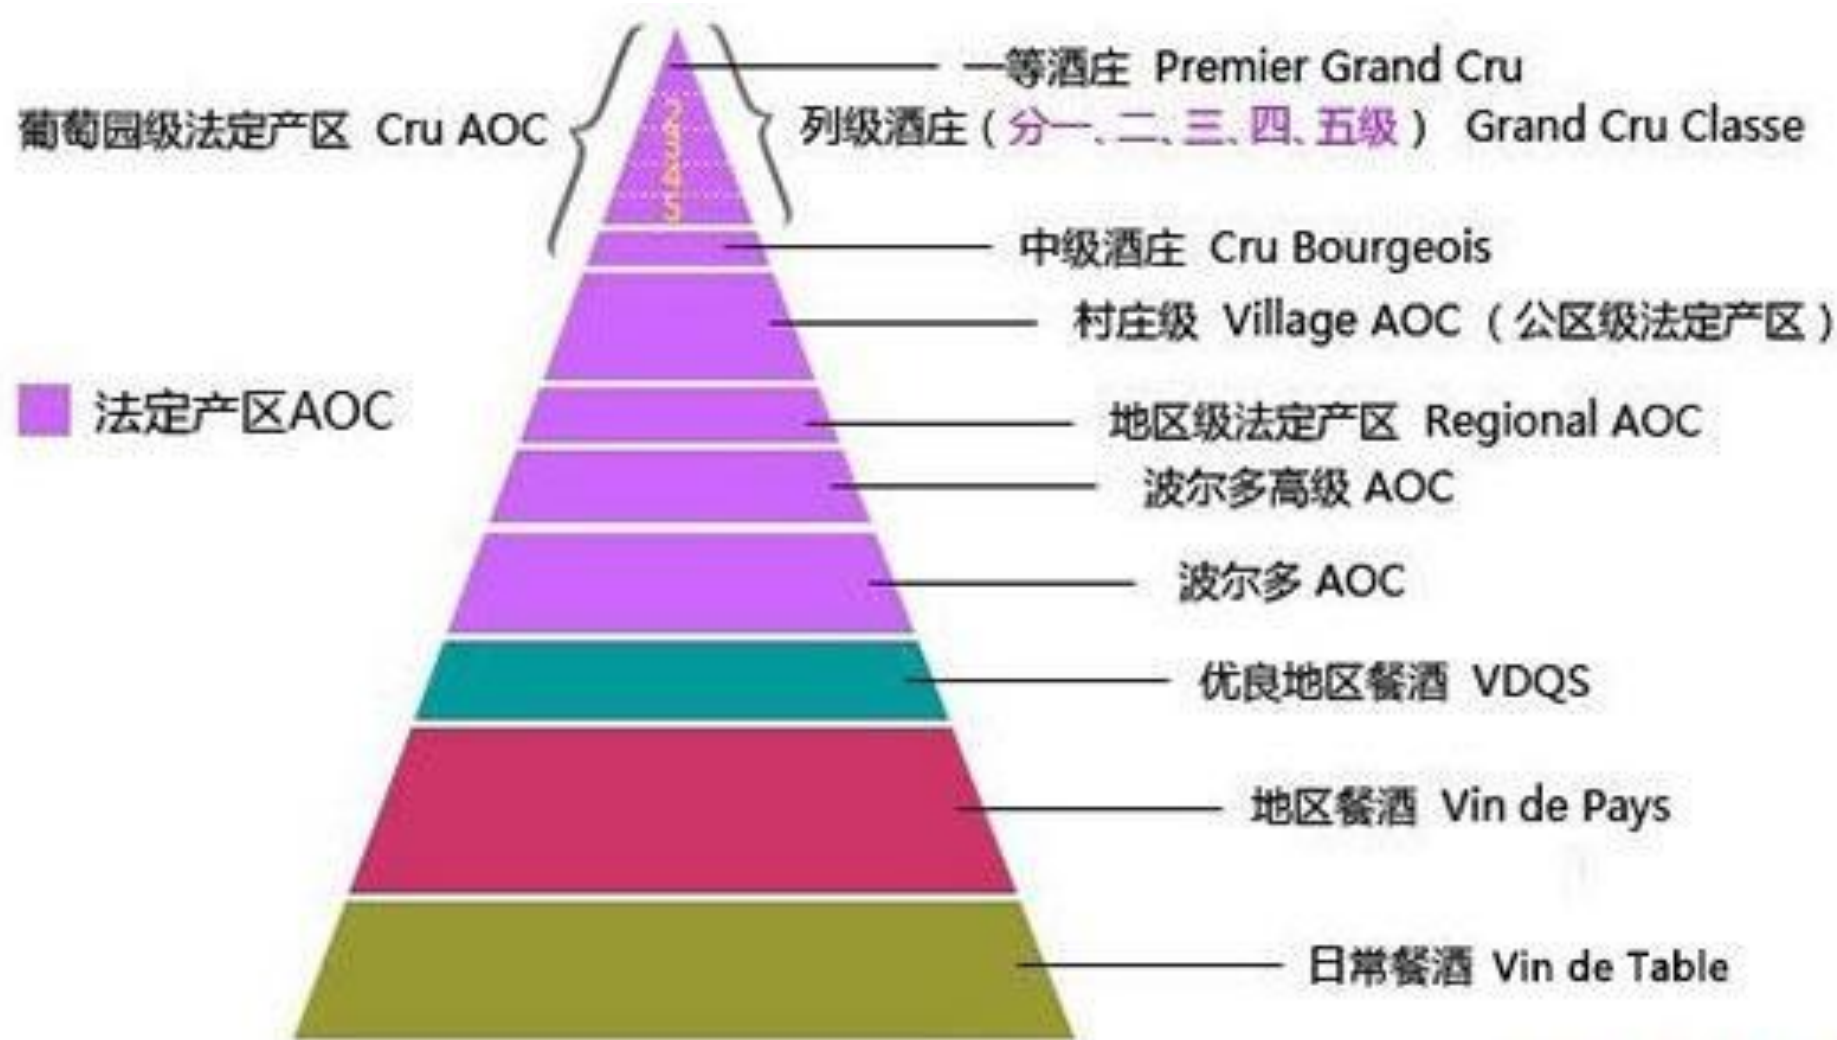 一等酒庄 Premier Grand Cru
葡萄园级法定产区 Cru AOC
列级酒庄（分一、二、三、四、五级） Grand Cru Classe
2
3
4
5
中级酒庄 Cru Bourgeois
村庄级 Village AOC（公区级法定产区）
法定产区AOC
地区级法定产区 Regional AOC
波尔多高级 AOC
波尔多 AOC
优良地区餐酒 VDQS
地区餐酒 Vin de Pays
日常餐酒 Vin de Table